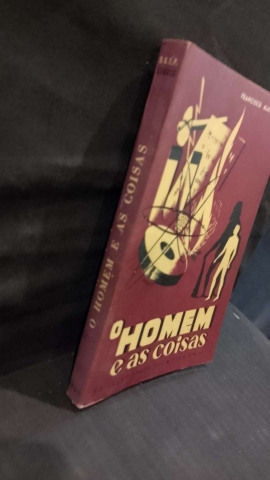 FRANCISCO
O HOMEM E AS COISAS
O HOMEM
e as coisas